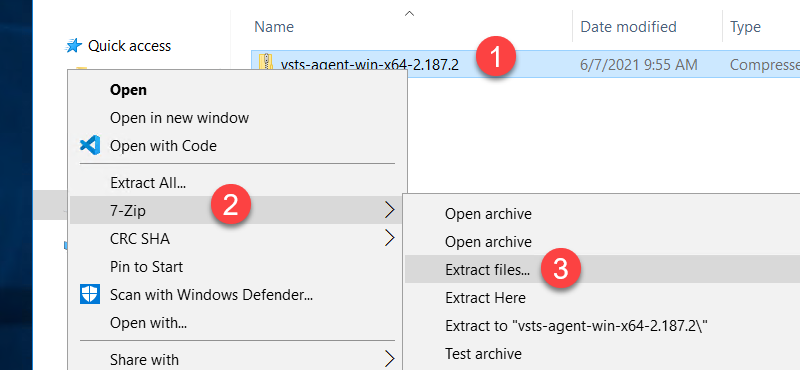 Name Date modified Type
Quick access
vsts-agent-win-x64-2.187.2 1 6/7/2021 9:55 AM Compresse
Open
Open in new window
Open with Code
Extract All...
7-Zip 2
CRC SHA
Pin to Start
Scan with Windows Defender...
Open with...
Share with
Open archive
Open archive
Extract files... 3
Extract Here
Extract to "vsts-agent-win-x64-2.187.2\"
Test archive